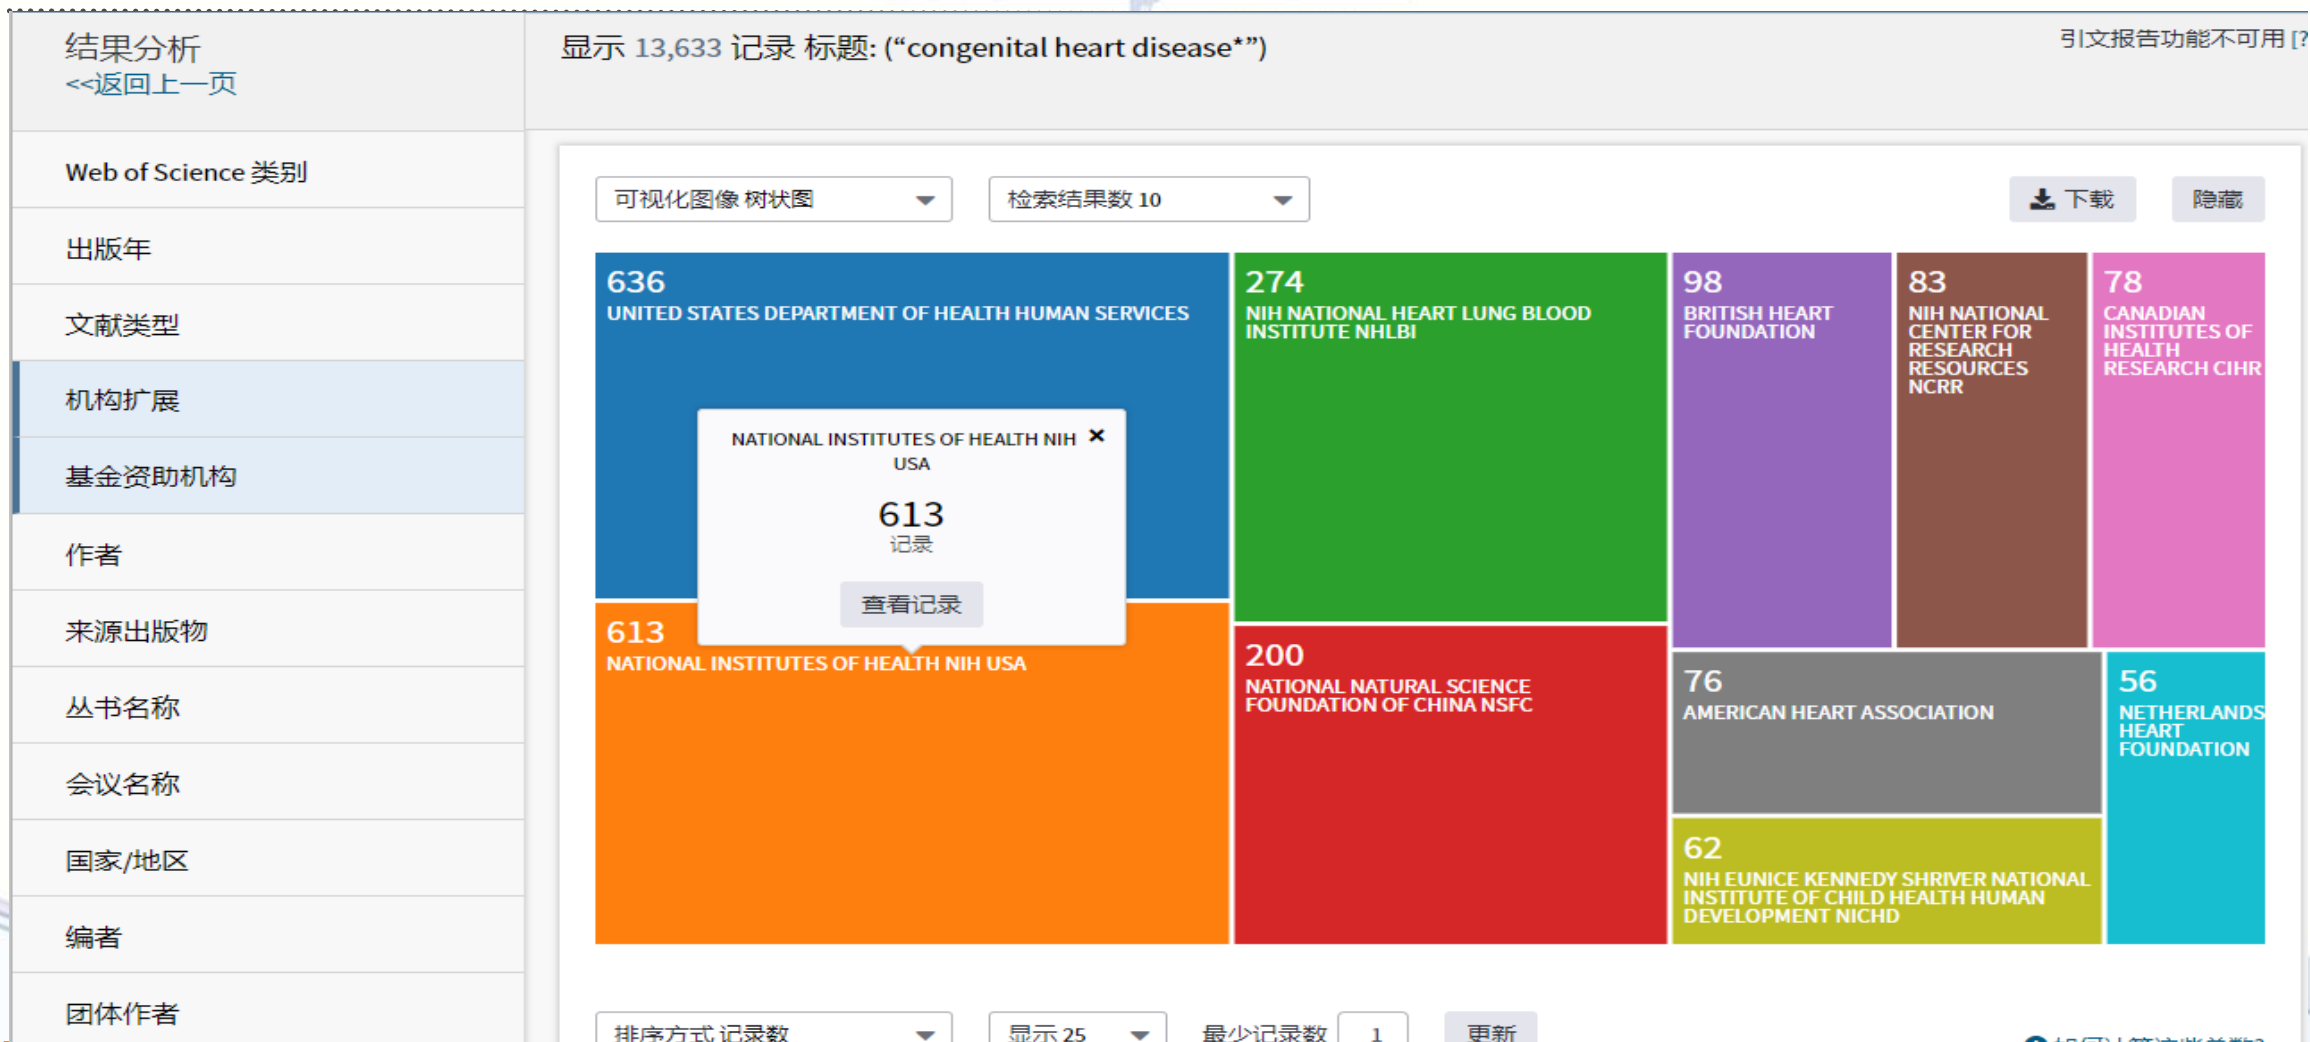 结果分析
<<返回上一页
显示 13,633 记录 标题: (“congenital heart disease*”)
引文报告功能不可用 [?
Web of Science 类别
出版年
文献类型
机构扩展
基金资助机构
作者
来源出版物
丛书名称
会议名称
国家/地区
编者
团体作者
可视化图像 树状图
检索结果数 10
下载
隐藏
636
UNITED STATES DEPARTMENT OF HEALTH HUMAN SERVICES
NATIONAL INSTITUTES OF HEALTH NIH
USA
613
记录
查看记录
613
NATIONAL INSTITUTES OF HEALTH NIH USA
274
NIH NATIONAL HEART LUNG BLOOD
INSTITUTE NHLBI
200
NATIONAL NATURAL SCIENCE
FOUNDATION OF CHINA NSFC
98
BRITISH HEART
FOUNDATION
83
NIH NATIONAL
CENTER FOR
RESEARCH
RESOURCES
NCRR
78
CANADIAN
INSTITUTES OF
HEALTH
RESEARCH CIHR
76
AMERICAN HEART ASSOCIATION
62
NIH EUNICE KENNEDY SHRIVER NATIONAL
INSTITUTE OF CHILD HEALTH HUMAN
DEVELOPMENT NICHD
56
NETHERLANDS
HEART
FOUNDATION
排序方式 记录数
显示 25
最少记录数 1
更新